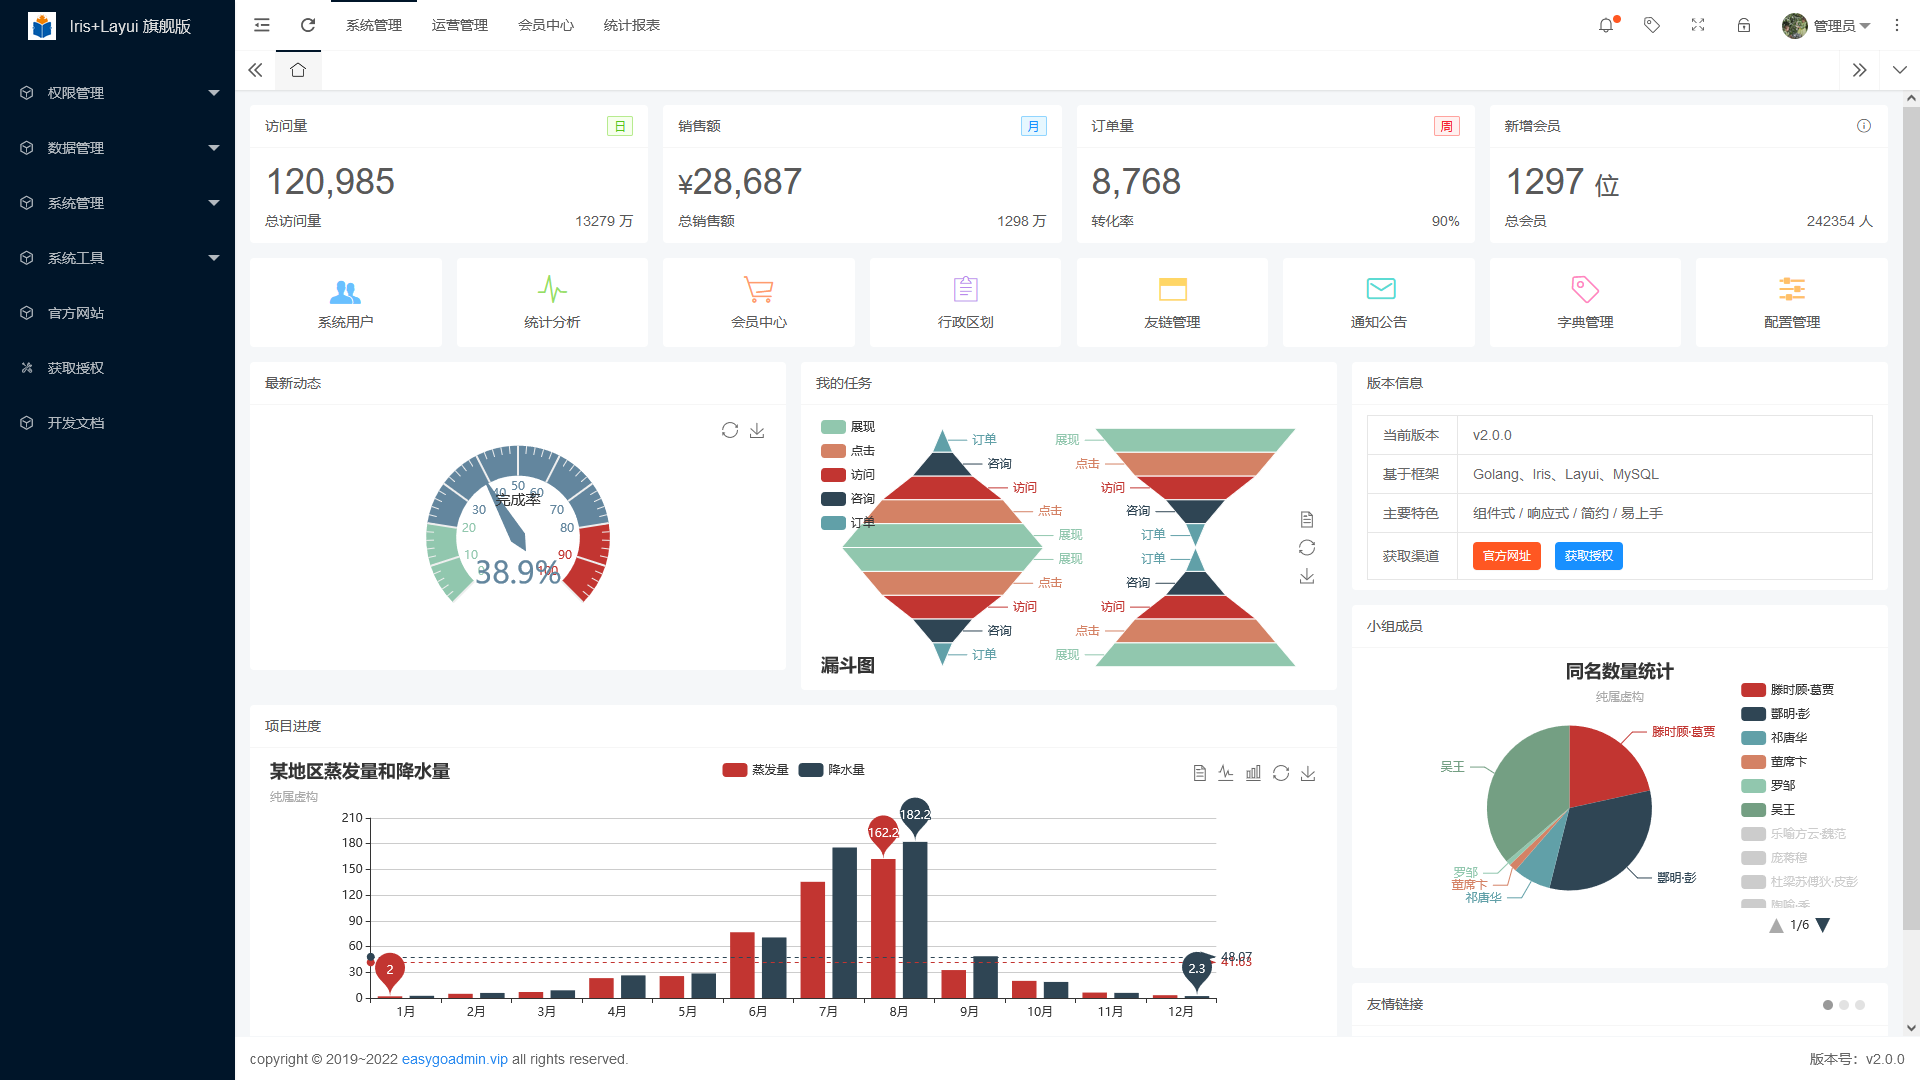 Iris+Layui 旗舰版
系统管理 运营管理 会员中心 统计报表
管理员
权限管理
数据管理
系统管理
系统工具
官方网站
获取授权
开发文档
访问量 日
120,985
总访问量 13279 万
销售额 月
¥28,687
总销售额 1298 万
订单量 周
8,768
转化率 90%
新增会员
1297 位
总会员 242354 人
系统用户 统计分析 会员中心 行政区划 友链管理 通知公告 字典管理 配置管理
最新动态
0 10 20 30 40 50 60 70 80 90 100
完成率
38.9%
我的任务
展现
点击
访问
咨询
订单
订单
咨询
访问
点击
展现
展现
点击
访问
咨询
订单
展现
点击
访问
咨询
订单
订单
咨询
访问
点击
展现
漏斗图
版本信息
当前版本 v2.0.0
基于框架 Golang、Iris、Layui、MySQL
主要特色 组件式 / 响应式 / 简约 / 易上手
获取渠道 官方网址 获取授权
小组成员
同名数量统计
纯属虚构
滕时顾·葛贾
酆明·彭
祁唐华
董席卞
罗邹
吴王
乐喻方云·魏范
庞蒋穆
杜梁苏傅狄·皮彭
1/6
滕时顾·葛贾
酆明·彭
祁唐华
董席卞
罗邹
吴王
项目进度
某地区蒸发量和降水量
纯属虚构
蒸发量 降水量
210
180
150
120
90
60
30
0
2
162.2
182.2
2.3
48.07
41.63
1月 2月 3月 4月 5月 6月 7月 8月 9月 10月 11月 12月
友情链接
copyright © 2019~2022 easygoadmin.vip all rights reserved.
版本号：v2.0.0